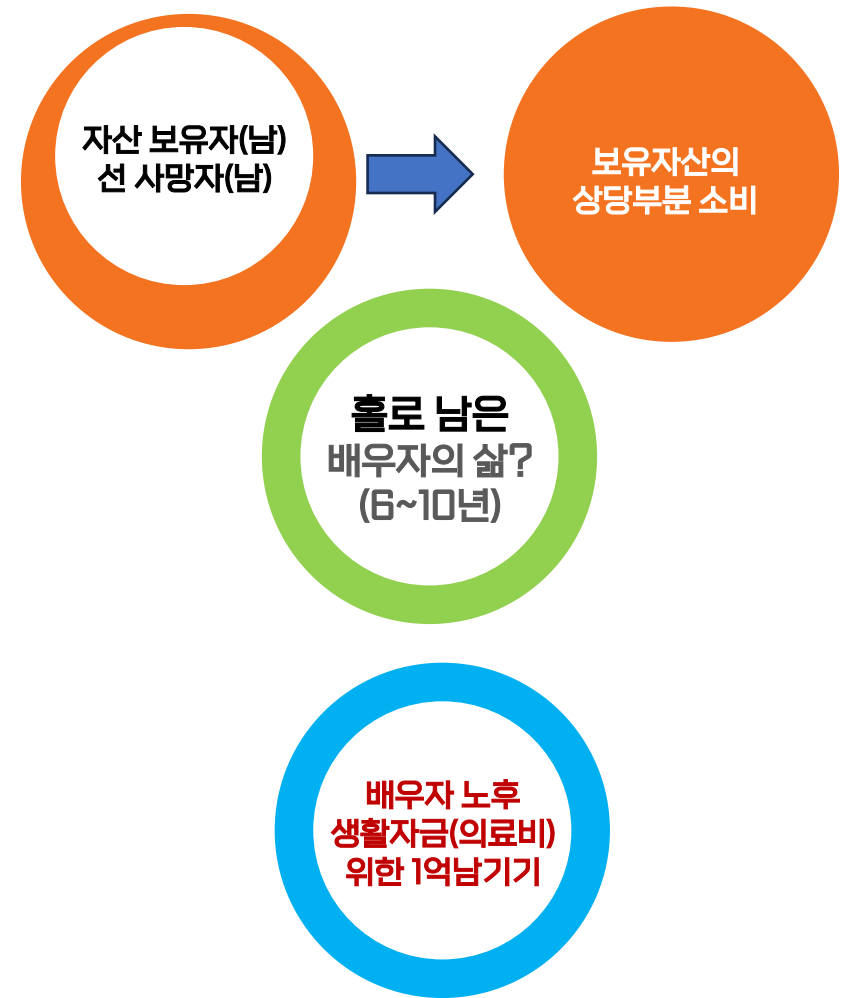 자산 보유자(남)
선 사망자(남)
보유자산의
상당부분 소비
홀로 남은
배우자의 삶?
(6~10년)
배우자 노후
생활자금(의료비)
위한 1억남기기